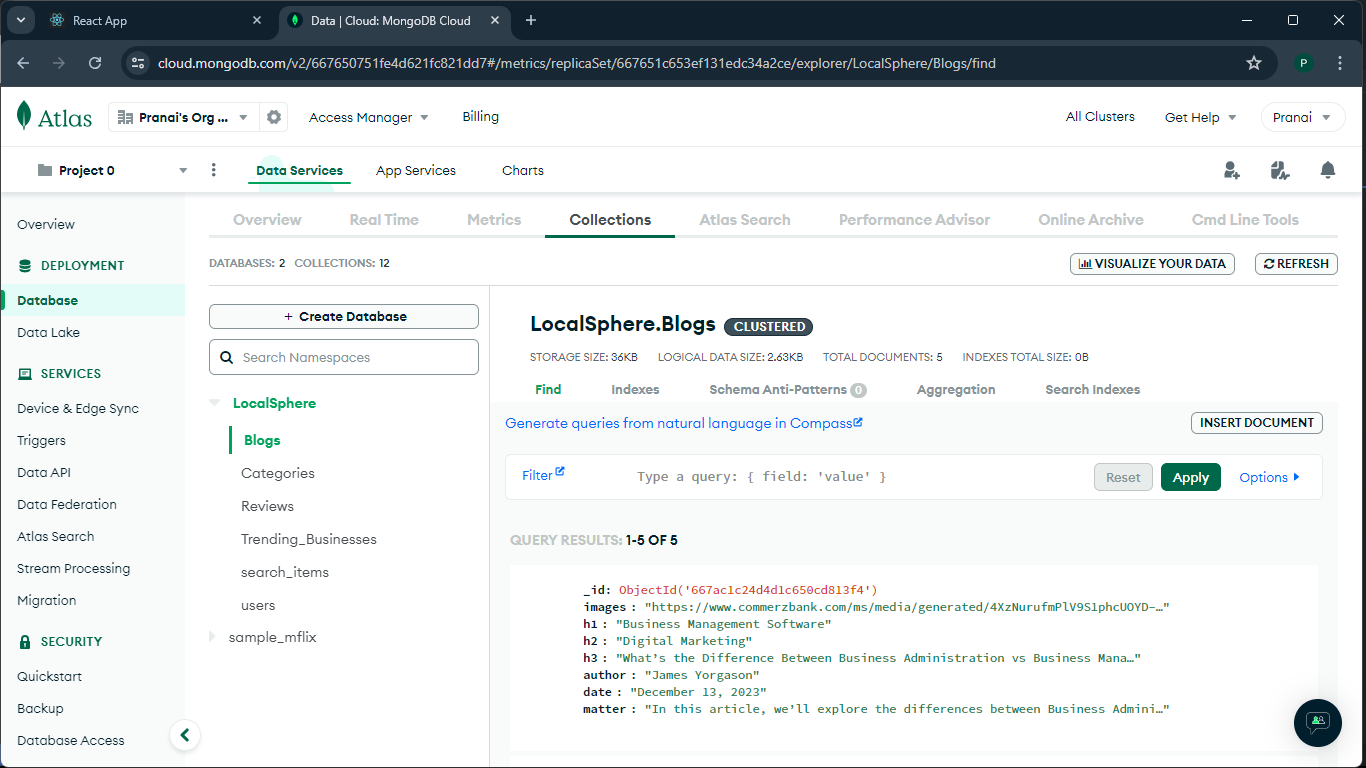 React App
Data | Cloud: MongoDB Cloud
cloud.mongodb.com/v2/667650751fe4d621fc821dd7#/metrics/replicaSet/667651c653ef131edc34a2ce/explorer/LocalSphere/Blogs/find
P
Atlas
Pranai's Org ...
Access Manager
Billing
All Clusters
Get Help
Pranai
Project 0
Data Services
App Services
Charts
Overview
DEPLOYMENT
Database
Data Lake
SERVICES
Device & Edge Sync
Triggers
Data API
Data Federation
Atlas Search
Stream Processing
Migration
SECURITY
Quickstart
Backup
Database Access
Overview
Real Time
Metrics
Collections
Atlas Search
Performance Advisor
Online Archive
Cmd Line Tools
DATABASES: 2 COLLECTIONS: 12
VISUALIZE YOUR DATA
REFRESH
+ Create Database
Search Namespaces
LocalSphere
Blogs
Categories
Reviews
Trending_Businesses
search_items
users
sample_mflix
LocalSphere.Blogs CLUSTERED
STORAGE SIZE: 36KB LOGICAL DATA SIZE: 2.63KB TOTAL DOCUMENTS: 5 INDEXES TOTAL SIZE: 0B
Find
Indexes
Schema Anti-Patterns 0
Aggregation
Search Indexes
Generate queries from natural language in Compass
INSERT DOCUMENT
Filter
Type a query: { field: 'value' }
Reset
Apply
Options
QUERY RESULTS: 1-5 OF 5
_id: ObjectId('667ac1c24d4d1c650cd813f4')
images : "https://www.commerzbank.com/ms/media/generated/4XzNurufmPlV9S1phcUOYD-…"
h1 : "Business Management Software"
h2 : "Digital Marketing"
h3 : "What’s the Difference Between Business Administration vs Business Mana…"
author : "James Yorgason"
date : "December 13, 2023"
matter : "In this article, we’ll explore the differences between Business Admini…"